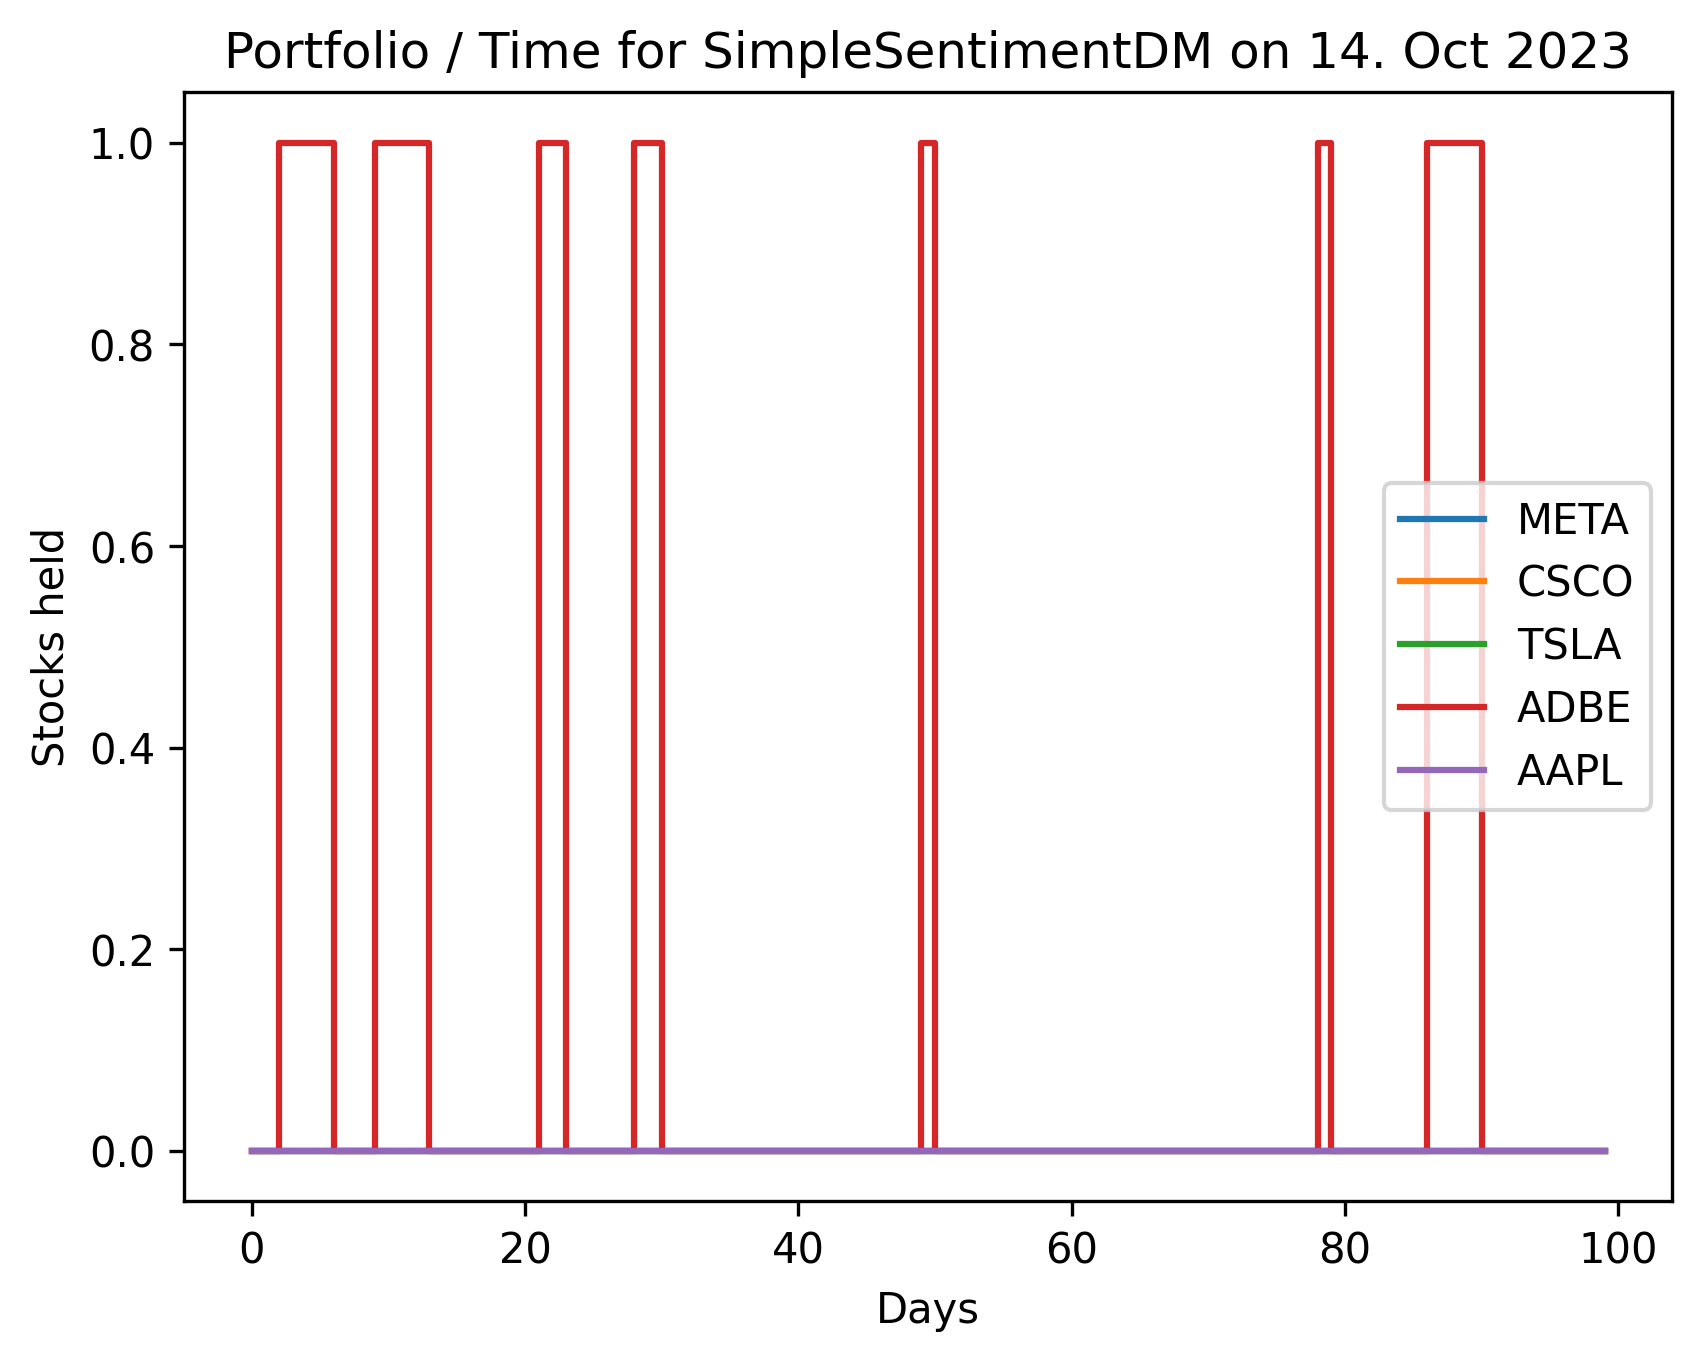 Portfolio / Time for SimpleSentimentDM on 14. Oct 2023
1.0
0.8
0.6
0.4
0.2
0.0
Stocks held
META
CSCO
TSLA
ADBE
AAPL
0 20 40 60 80 100
Days